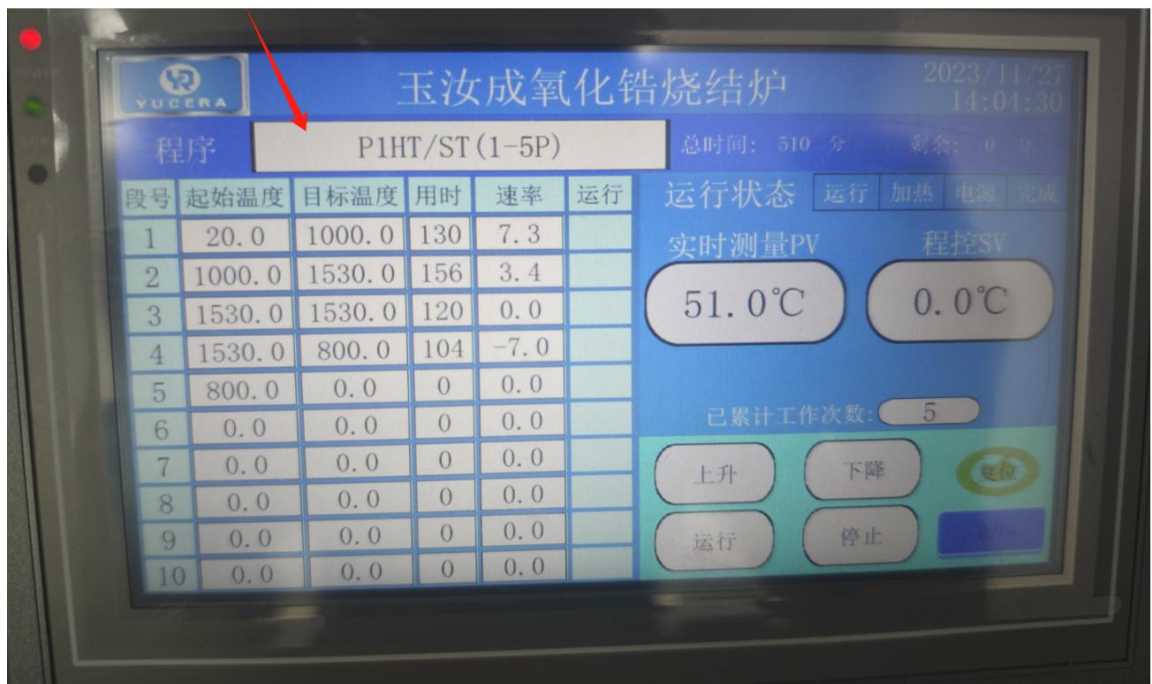 YUCERA
玉汝成氧化锆烧结炉
2023/11/27
14:04:30
程序 P1HT/ST(1-5P) 总时间: 510 分 剩余: 0 分
段号 起始温度 目标温度 用时 速率 运行
1 20.0 1000.0 130 7.3
2 1000.0 1530.0 156 3.4
3 1530.0 1530.0 120 0.0
4 1530.0 800.0 104 -7.0
5 800.0 0.0 0 0.0
6 0.0 0.0 0 0.0
7 0.0 0.0 0 0.0
8 0.0 0.0 0 0.0
9 0.0 0.0 0 0.0
10 0.0 0.0 0 0.0
运行状态 运行 加热 电源 完成
实时测量PV 程控SV
51.0℃ 0.0℃
已累计工作次数: 5
上升 下降 复位
运行 停止